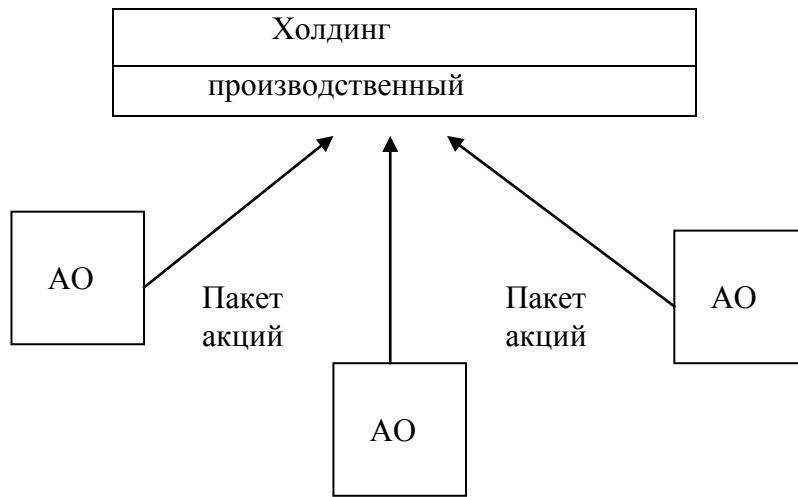 Холдинг
производственный
АО
Пакет
акций
Пакет
акций
АО
АО